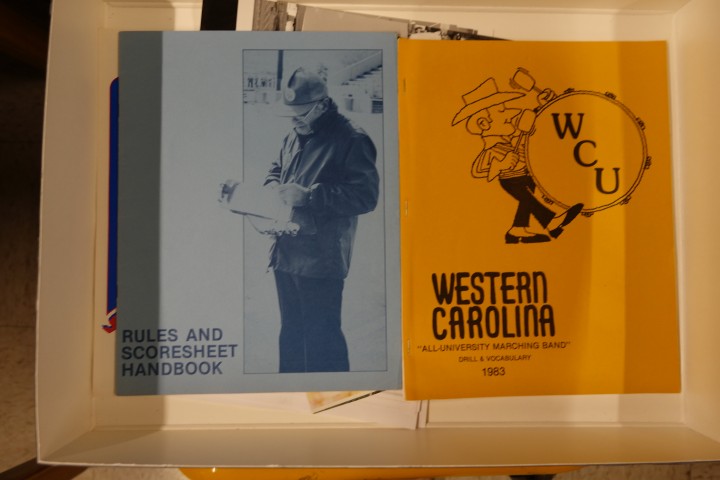 RULES AND
SCORESHEET
HANDBOOK
WCU
WESTERN
CAROLINA
"ALL-UNIVERSITY MARCHING BAND"
DRILL & VOCABULARY
1983